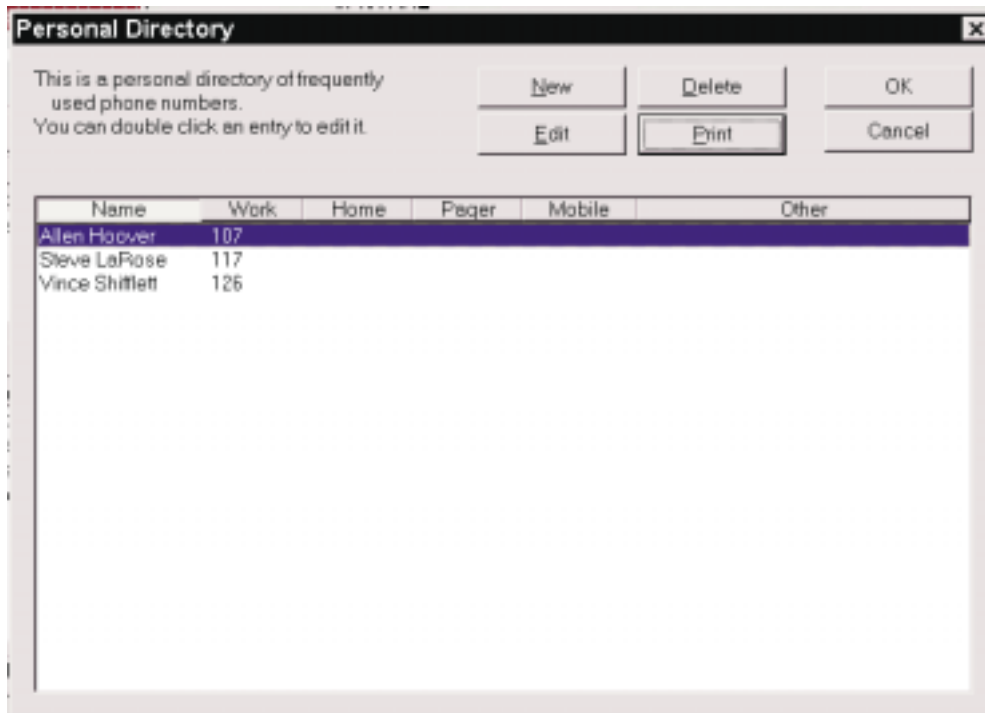 Personal Directory
This is a personal directory of frequently
used phone numbers.
You can double click an entry to edit it.
New Delete OK
Edit Print Cancel
Name Work Home Pager Mobile Other
Allen Hoover 107
Steve LaRose 117
Vince Shifflett 126